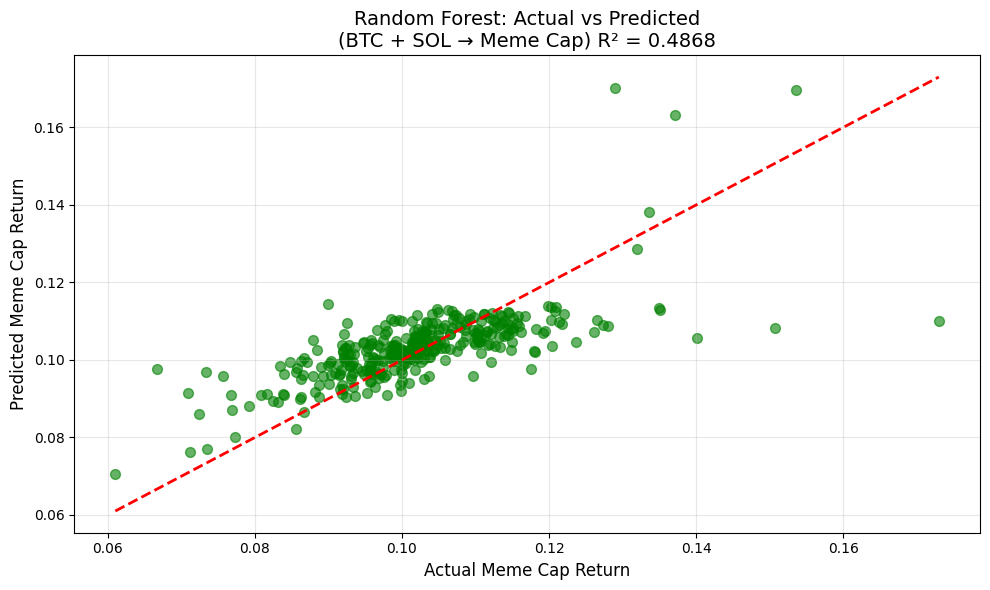 Random Forest: Actual vs Predicted
(BTC + SOL → Meme Cap) R² = 0.4868
Predicted Meme Cap Return
0.16
0.14
0.12
0.10
0.08
0.06
0.06 0.08 0.10 0.12 0.14 0.16
Actual Meme Cap Return